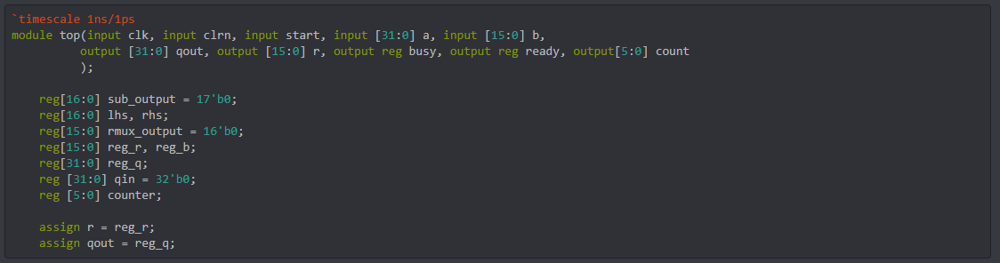 `timescale 1ns/1ps
module top(input clk, input clrn, input start, input [31:0] a, input [15:0] b,
          output [31:0] qout, output [15:0] r, output reg busy, output reg ready, output[5:0] count
          );
    reg[16:0] sub_output = 17'b0;
    reg[16:0] lhs, rhs;
    reg[15:0] rmux_output = 16'b0;
    reg[15:0] reg_r, reg_b;
    reg[31:0] reg_q;
    reg [31:0] qin = 32'b0;
    reg [5:0] counter;
    assign r = reg_r;
    assign qout = reg_q;